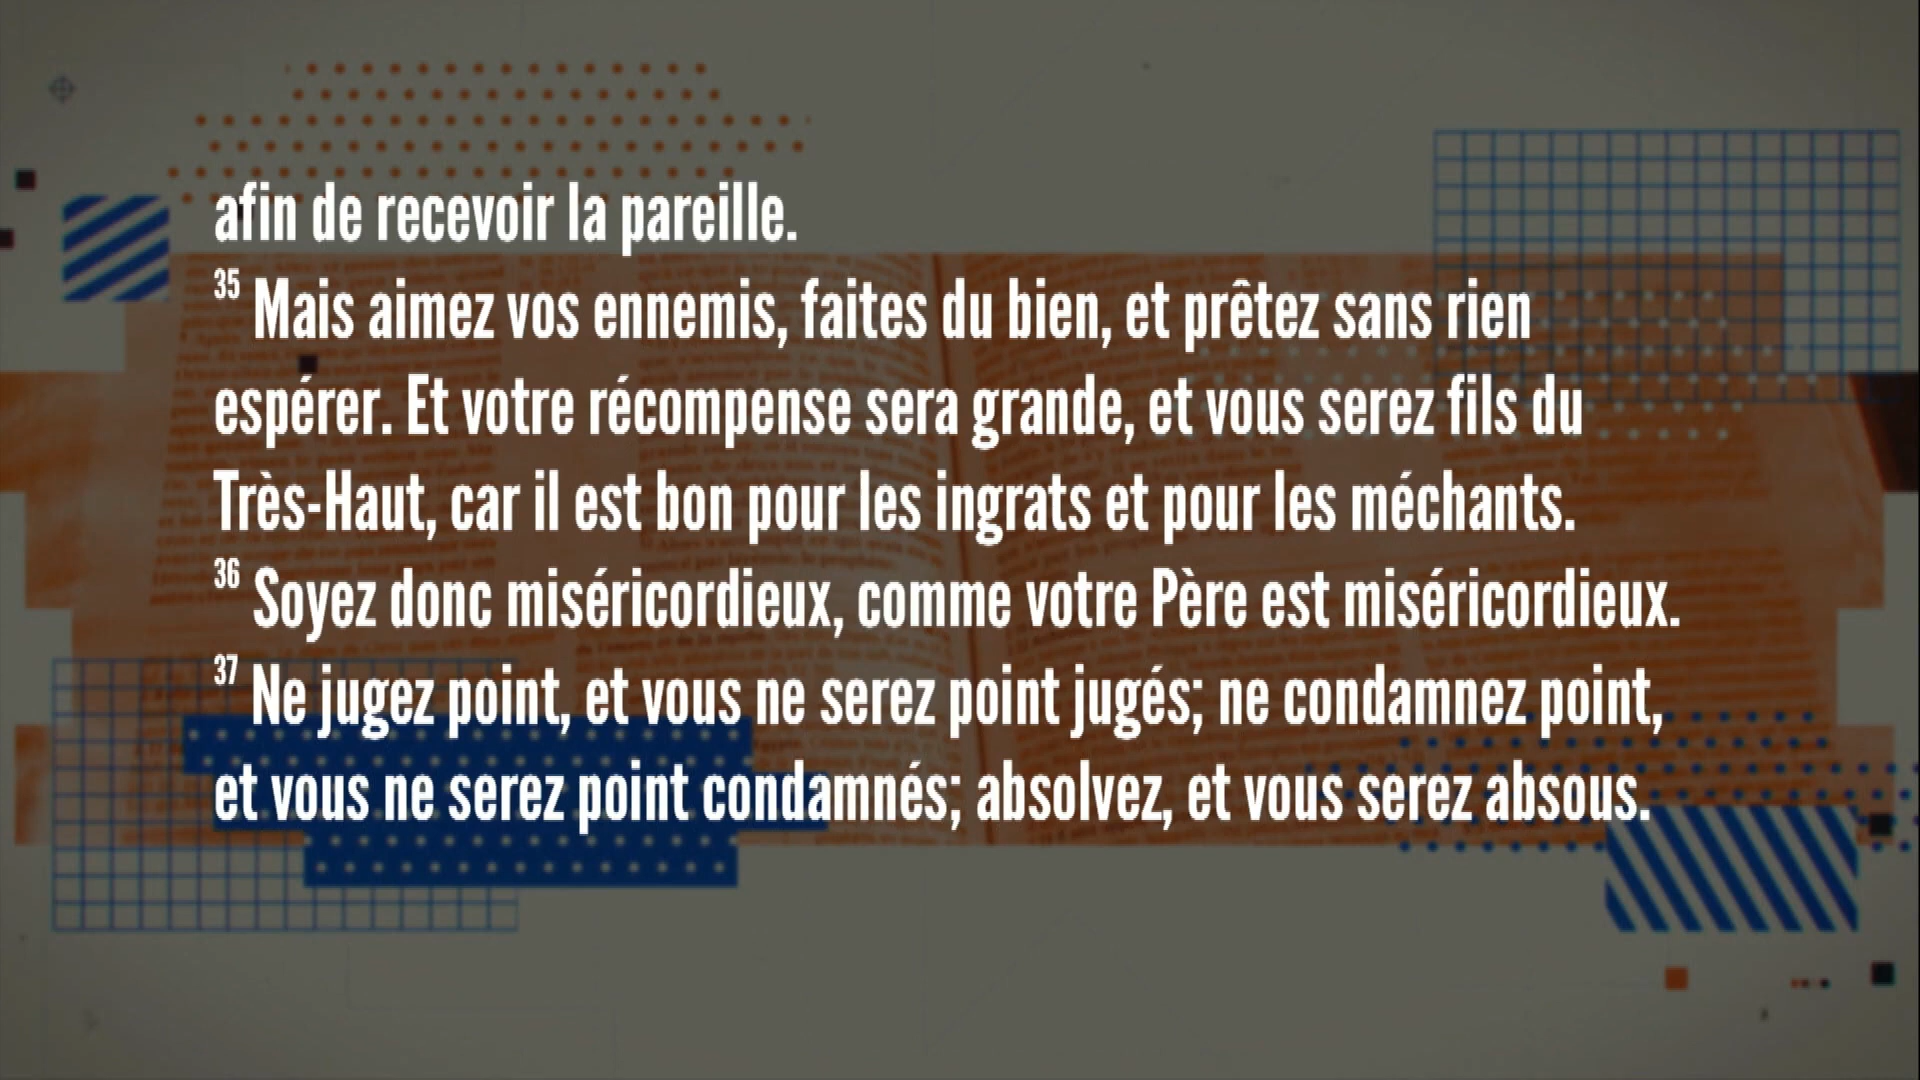 afin de recevoir la pareille.
35 Mais aimez vos ennemis, faites du bien, et prêtez sans rien
espérer. Et votre récompense sera grande, et vous serez fils du
Très-Haut, car il est bon pour les ingrats et pour les méchants.
36 Soyez donc miséricordieux, comme votre Père est miséricordieux.
37 Ne jugez point, et vous ne serez point jugés; ne condamnez point,
et vous ne serez point condamnés; absolvez, et vous serez absous.